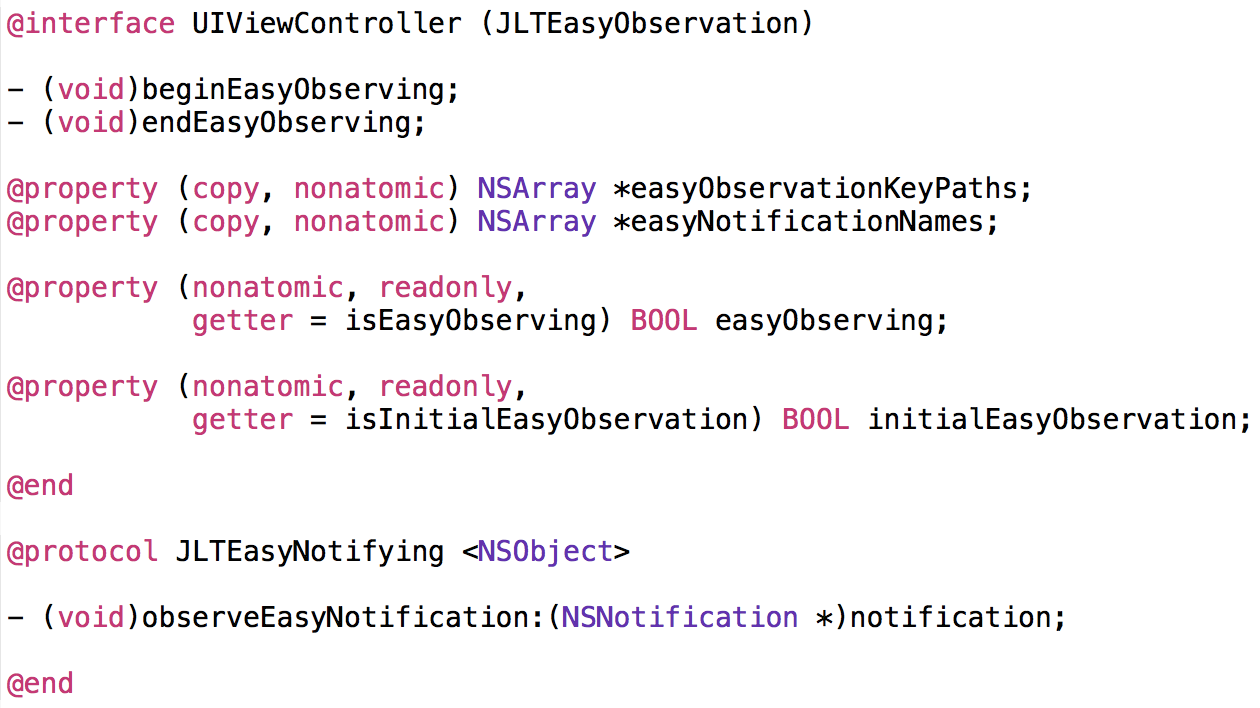 @interface UIViewController (JLTEasyObservation)
- (void)beginEasyObserving;
- (void)endEasyObserving;
@property (copy, nonatomic) NSArray *easyObservationKeyPaths;
@property (copy, nonatomic) NSArray *easyNotificationNames;
@property (nonatomic, readonly,
getter = isEasyObserving) BOOL easyObserving;
@property (nonatomic, readonly,
getter = isInitialEasyObservation) BOOL initialEasyObservation;
@end
@protocol JLTEasyNotifying <NSObject>
- (void)observeEasyNotification:(NSNotification *)notification;
@end